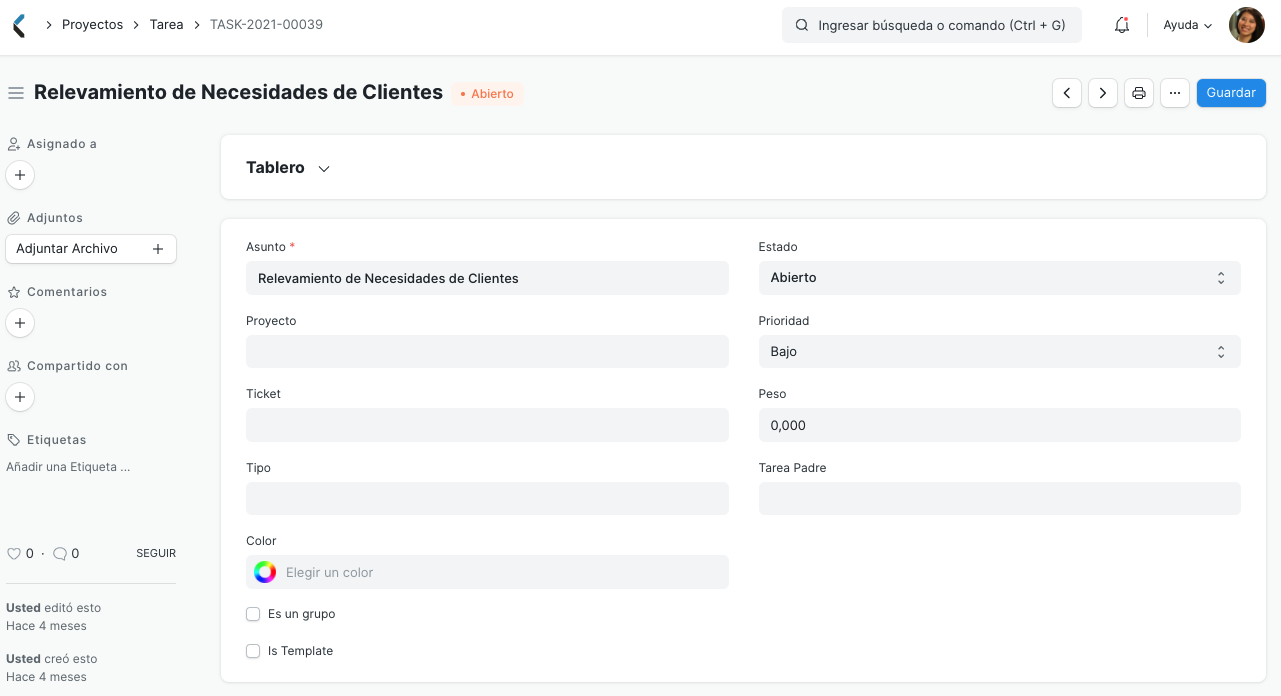 Proyectos Tarea TASK-2021-00039
Ingresar búsqueda o comando (Ctrl + G)
Ayuda
Relevamiento de Necesidades de Clientes
• Abierto
Guardar
Asignado a
Adjuntos
Adjuntar Archivo
Comentarios
Compartido con
Etiquetas
Añadir una Etiqueta ...
0 · 0 SEGUIR
Usted editó esto
Hace 4 meses
Usted creó esto
Hace 4 meses
Tablero
Asunto *
Relevamiento de Necesidades de Clientes
Proyecto
Ticket
Tipo
Color
Elegir un color
Es un grupo
Is Template
Estado
Abierto
Prioridad
Bajo
Peso
0,000
Tarea Padre